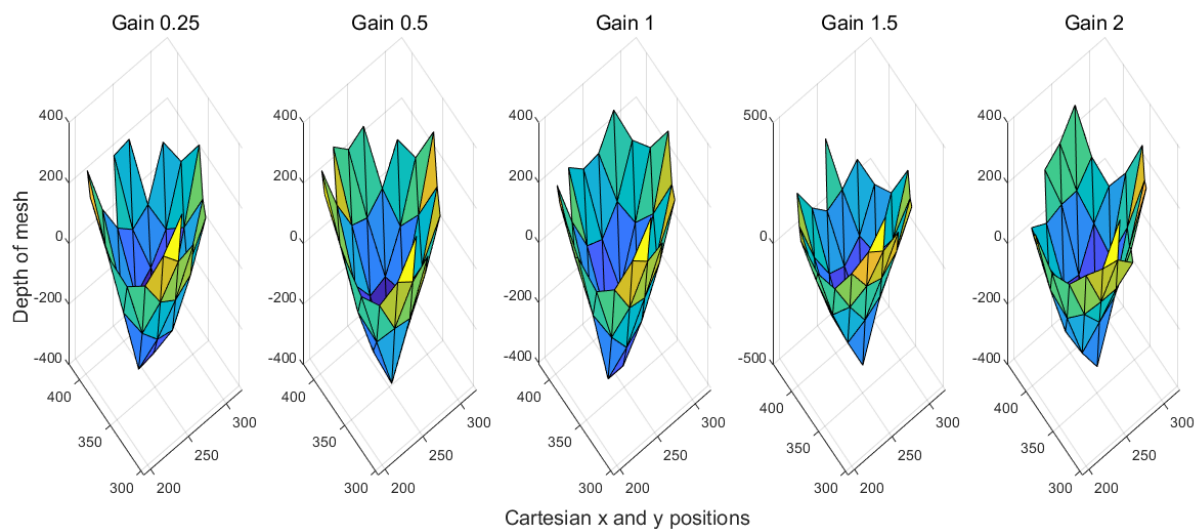 Gain 0.25 Gain 0.5 Gain 1 Gain 1.5 Gain 2
400 400 400 500 400
200 200 200 200
0 0 0 0 0
-200 -200 -200 -200
-400 -400 -400 -500 -400
Depth of mesh
400 300 400 300 400 300 400 300 400 300
350 250 350 250 350 250 350 250 350 250
300 200 300 200 300 200 300 200 300 200
Cartesian x and y positions